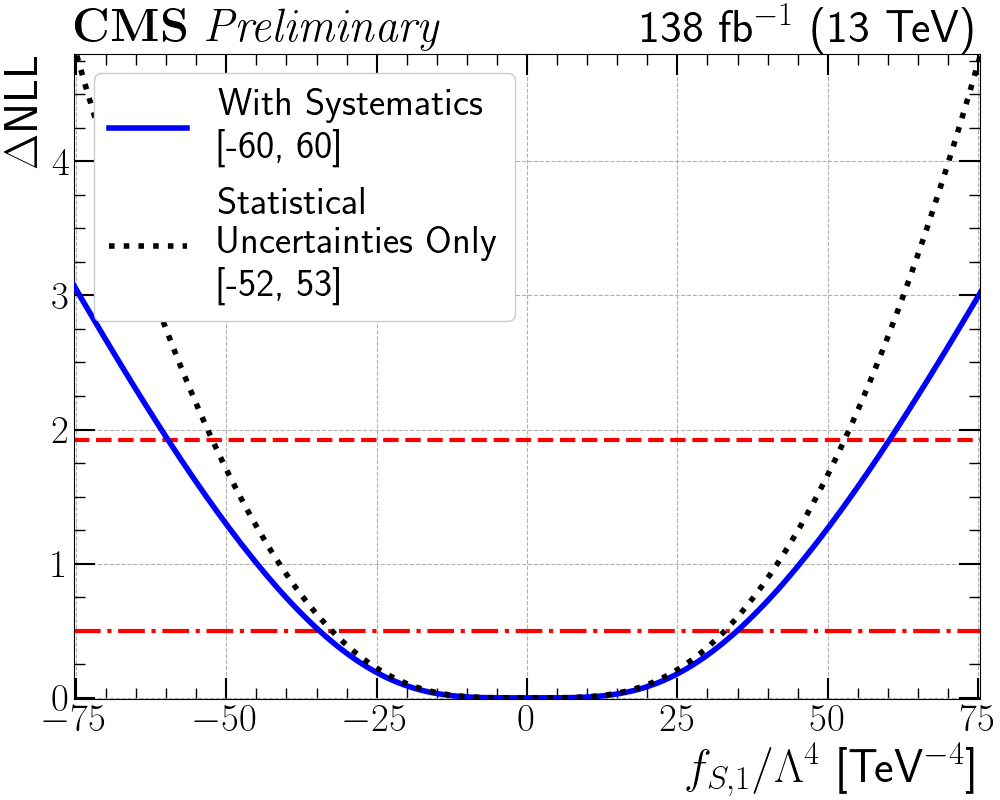 CMS Preliminary 138 fb⁻¹ (13 TeV)
ΔNLL
With Systematics
[-60, 60]
Statistical
Uncertainties Only
[-52, 53]
4
3
2
1
0
−75 −50 −25 0 25 50 75
f_{S,1}/Λ⁴ [TeV⁻⁴]